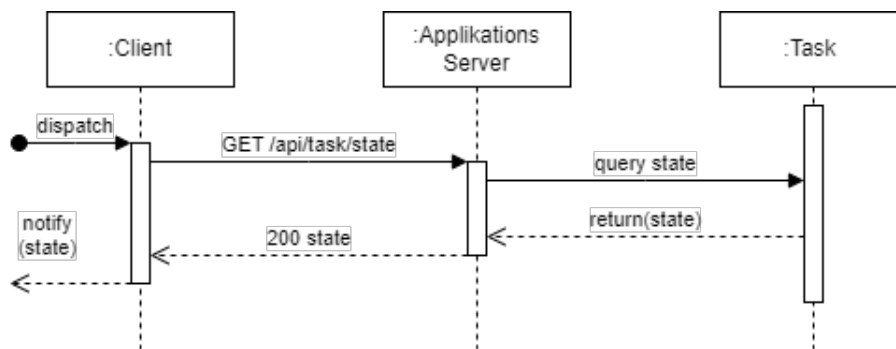 :Client
:Applikations
Server
:Task
dispatch
GET /api/task/state
query state
return(state)
200 state
notify
(state)